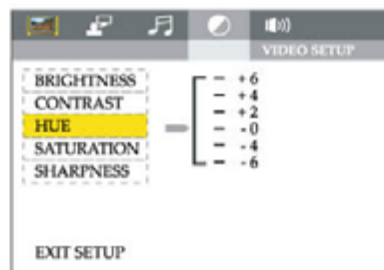 VIDEO SETUP
BRIGHTNESS
CONTRAST
HUE
SATURATION
SHARPNESS
+6
+4
+2
-0
-4
-6
EXIT SETUP